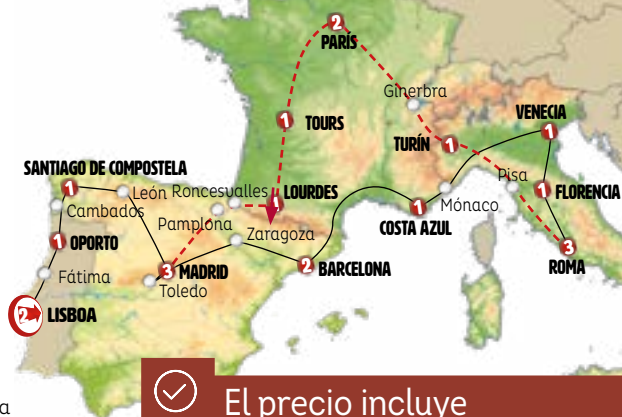 2
PARÍS
Ginerbra
VENECIA
1
1
TOURS
TURÍN
1
SANTIAGO DE COMPOSTELA
1
León
Roncesvalles
1
LOURDES
Pisa
1
FLORENCIA
Cambados
Pamplona
Mónaco
1
COSTA AZUL
Zaragoza
1
OPORTO
3
ROMA
3
MADRID
2
BARCELONA
Fátima
Toledo
2
LISBOA
El precio incluye
a